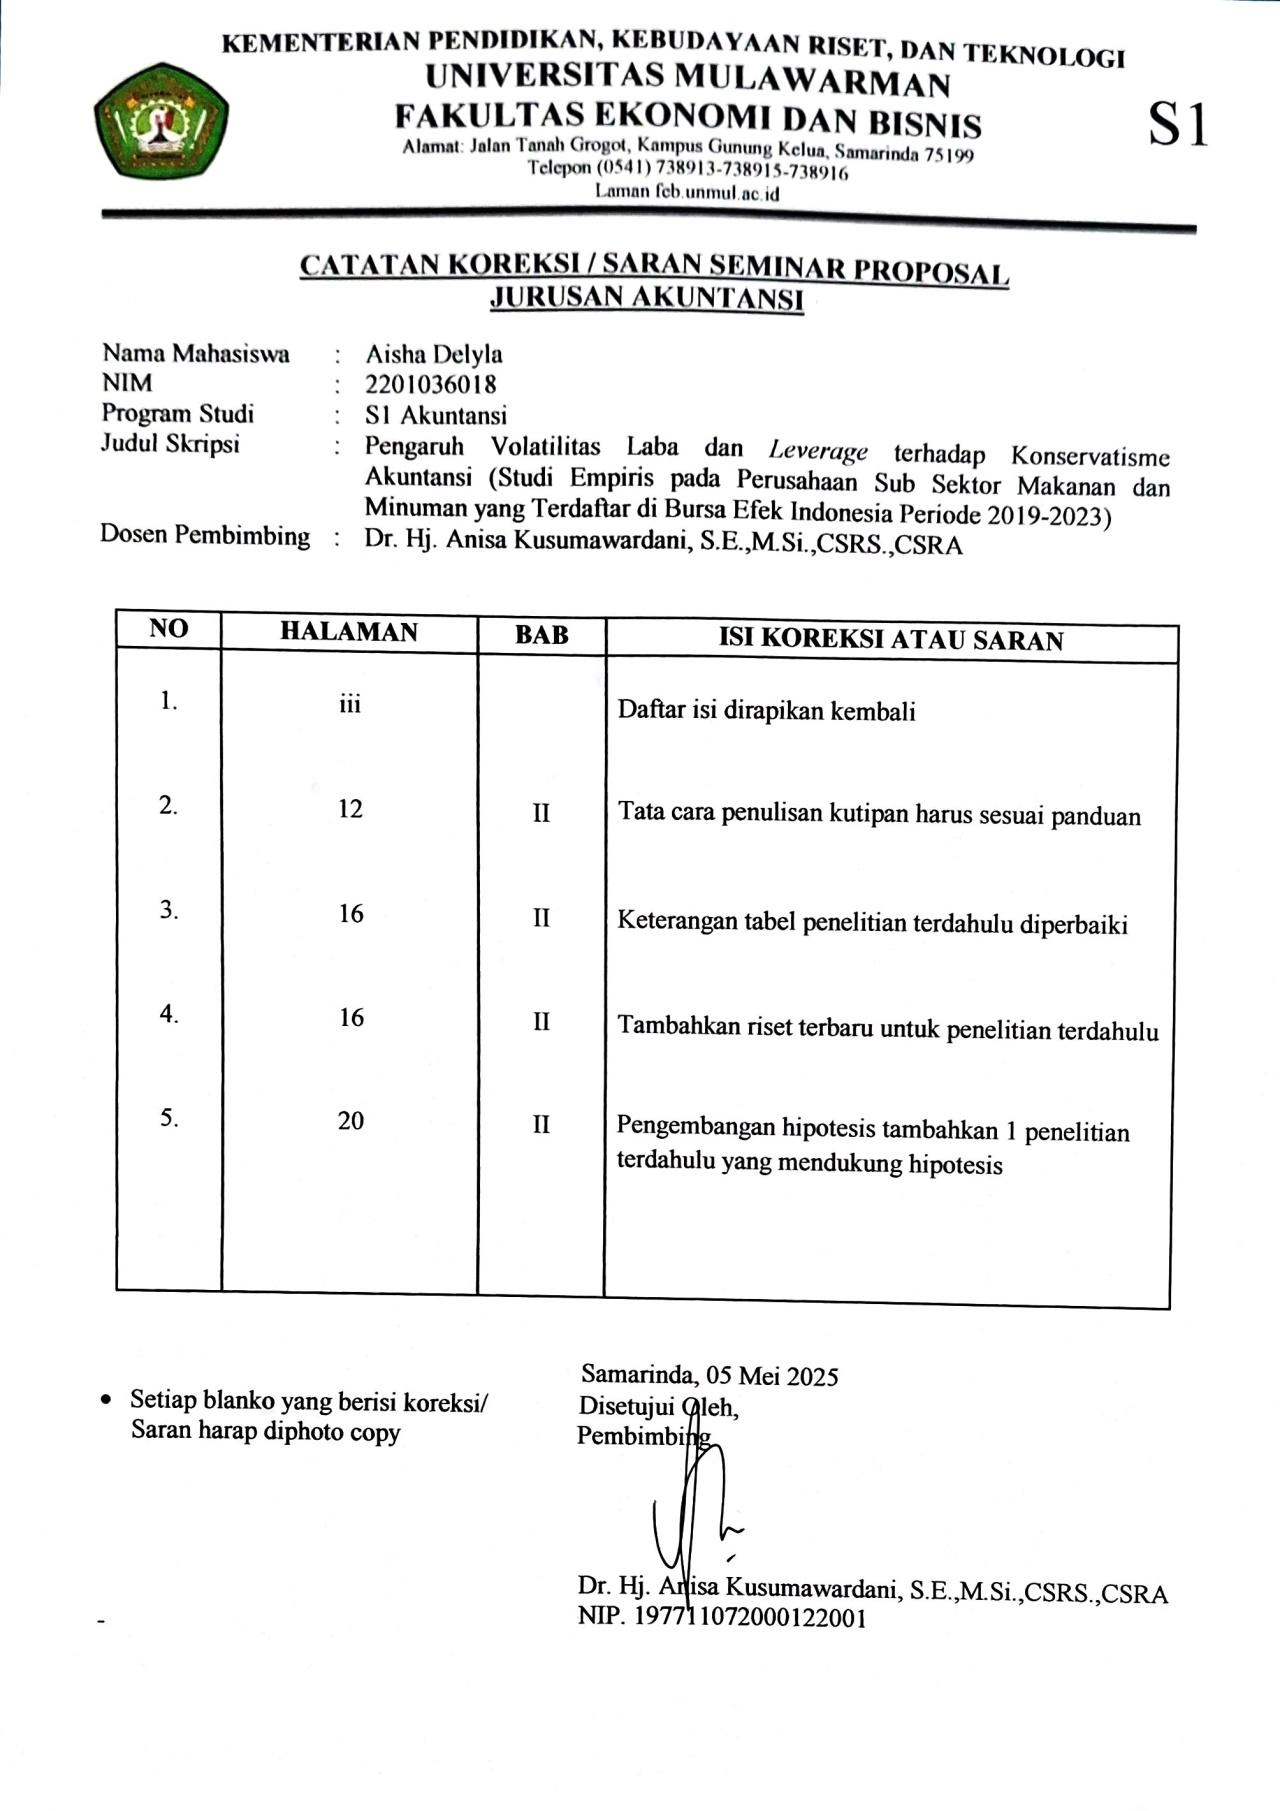 KEMENTERIAN PENDIDIKAN, KEBUDAYAAN RISET, DAN TEKNOLOGI
UNIVERSITAS MULAWARMAN
FAKULTAS EKONOMI DAN BISNIS
S1
Alamat: Jalan Tanah Grogot, Kampus Gunung Kelua, Samarinda 75199
Telepon (0541) 738913-738915-738916
Laman feb.unmul.ac.id
CATATAN KOREKSI / SARAN SEMINAR PROPOSAL
JURUSAN AKUNTANSI
Nama Mahasiswa : Aisha Delyla
NIM : 2201036018
Program Studi : S1 Akuntansi
Judul Skripsi : Pengaruh Volatilitas Laba dan Leverage terhadap Konservatisme
Akuntansi (Studi Empiris pada Perusahaan Sub Sektor Makanan dan
Minuman yang Terdaftar di Bursa Efek Indonesia Periode 2019-2023)
Dosen Pembimbing : Dr. Hj. Anisa Kusumawardani, S.E.,M.Si.,CSRS.,CSRA
NO HALAMAN BAB ISI KOREKSI ATAU SARAN
1. iii Daftar isi dirapikan kembali
2. 12 II Tata cara penulisan kutipan harus sesuai panduan
3. 16 II Keterangan tabel penelitian terdahulu diperbaiki
4. 16 II Tambahkan riset terbaru untuk penelitian terdahulu
5. 20 II Pengembangan hipotesis tambahkan 1 penelitian
terdahulu yang mendukung hipotesis
• Setiap blanko yang berisi koreksi/
Saran harap diphoto copy
Samarinda, 05 Mei 2025
Disetujui Oleh,
Pembimbing
Dr. Hj. Anisa Kusumawardani, S.E.,M.Si.,CSRS.,CSRA
NIP. 197711072000122001
-